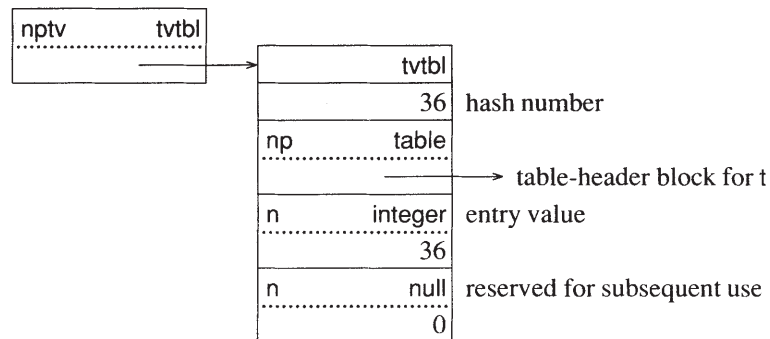 nptv tvtbl
tvtbl
36 hash number
np table
table-header block for t
n integer entry value
36
n null reserved for subsequent use
0